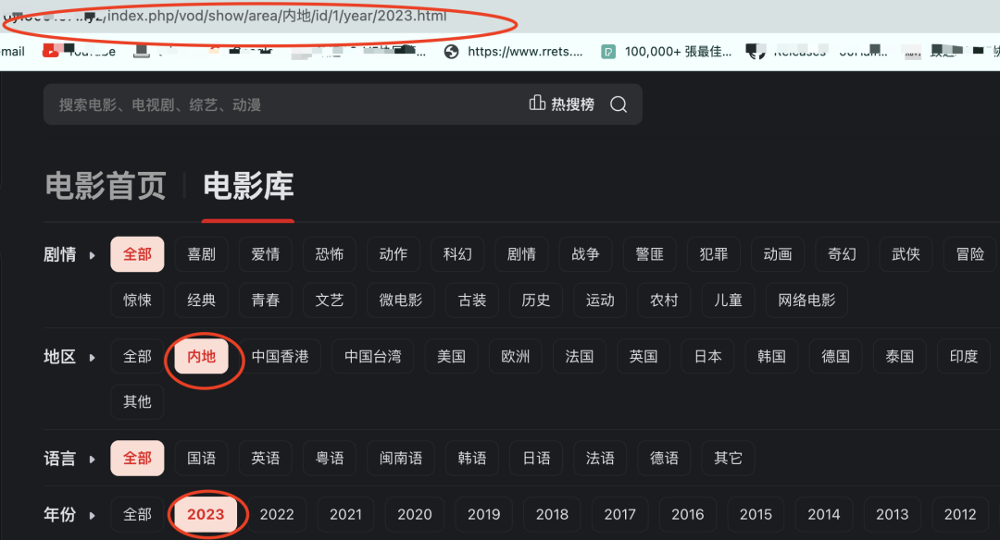 index.php/vod/show/area/内地/id/1/year/2023.html
mail YouTube https://www.rrets.... 100,000+ 張最佳...
搜索电影、电视剧、综艺、动漫 热搜榜
电影首页 电影库
剧情 全部 喜剧 爱情 恐怖 动作 科幻 剧情 战争 警匪 犯罪 动画 奇幻 武侠 冒险
惊悚 经典 青春 文艺 微电影 古装 历史 运动 农村 儿童 网络电影
地区 全部 内地 中国香港 中国台湾 美国 欧洲 法国 英国 日本 韩国 德国 泰国 印度
其他
语言 全部 国语 英语 粤语 闽南语 韩语 日语 法语 德语 其它
年份 全部 2023 2022 2021 2020 2019 2018 2017 2016 2015 2014 2013 2012